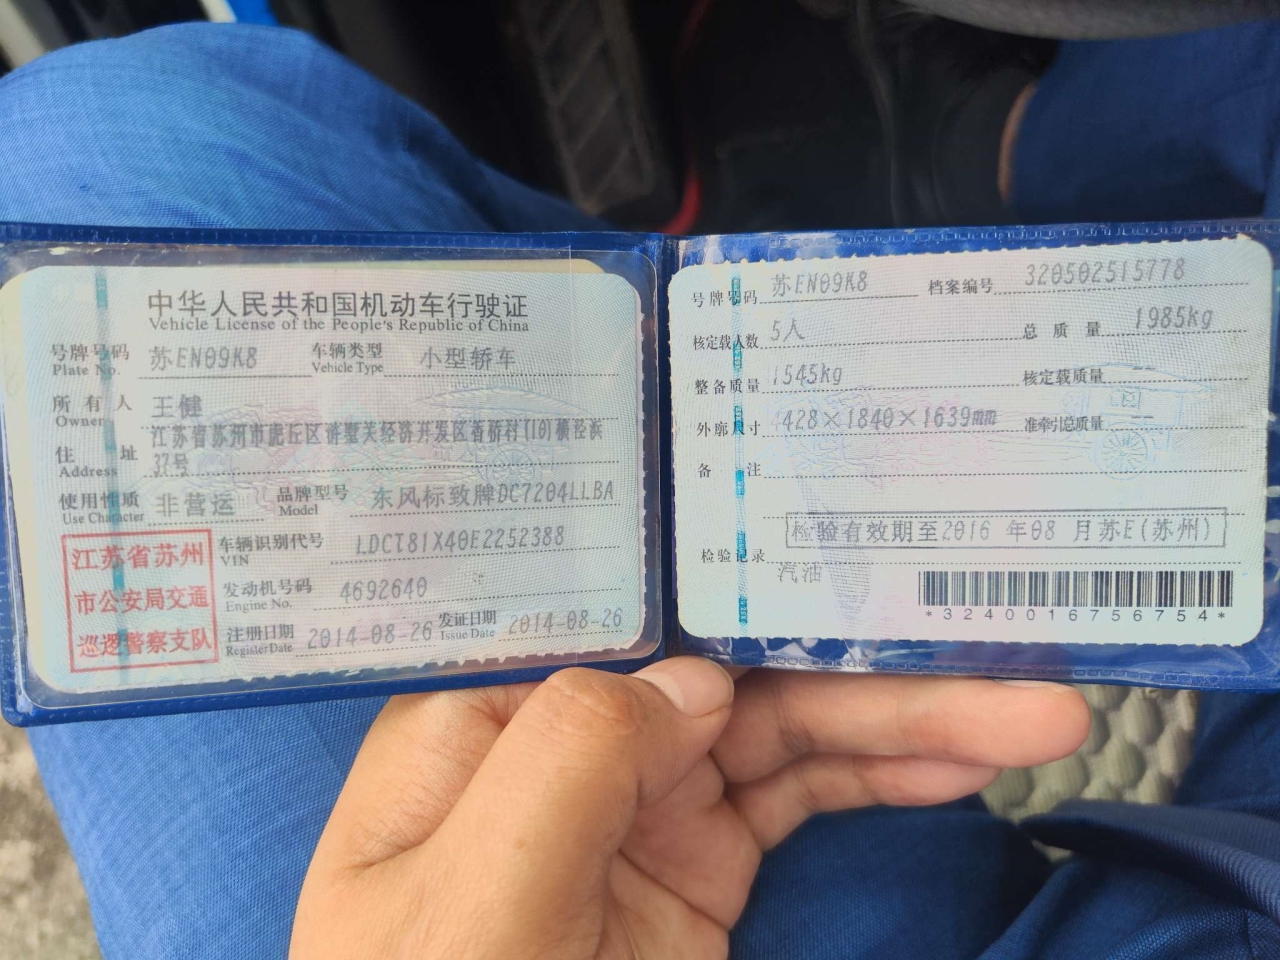 中华人民共和国机动车行驶证
Vehicle License of the People's Republic of China
号牌号码 苏EN09K8 车辆类型 小型轿车
Plate No. Vehicle Type
所有人 王健
Owner
住址 江苏省苏州市虎丘区浒墅关经济开发区香桥村(10)横泾浜
Address 37号
使用性质 非营运 品牌型号 东风标致牌DC7204LLBA
Use Character Model
江苏省苏州
市公安局交通
巡逻警察支队
车辆识别代号 LDCT81X40E2252388
VIN
发动机号码 4692640
Engine No.
注册日期 2014-08-26 发证日期 2014-08-26
Register Date Issue Date
号牌号码 苏EN09K8 档案编号 320502515778
核定载人数 5人 总质量 1985kg
整备质量 1545kg 核定载质量 --
外廓尺寸 4428×1840×1639mm 准牵引总质量 --
备注
检验有效期至2016 年08 月苏E(苏州)
检验记录
汽油
*3240016756754*